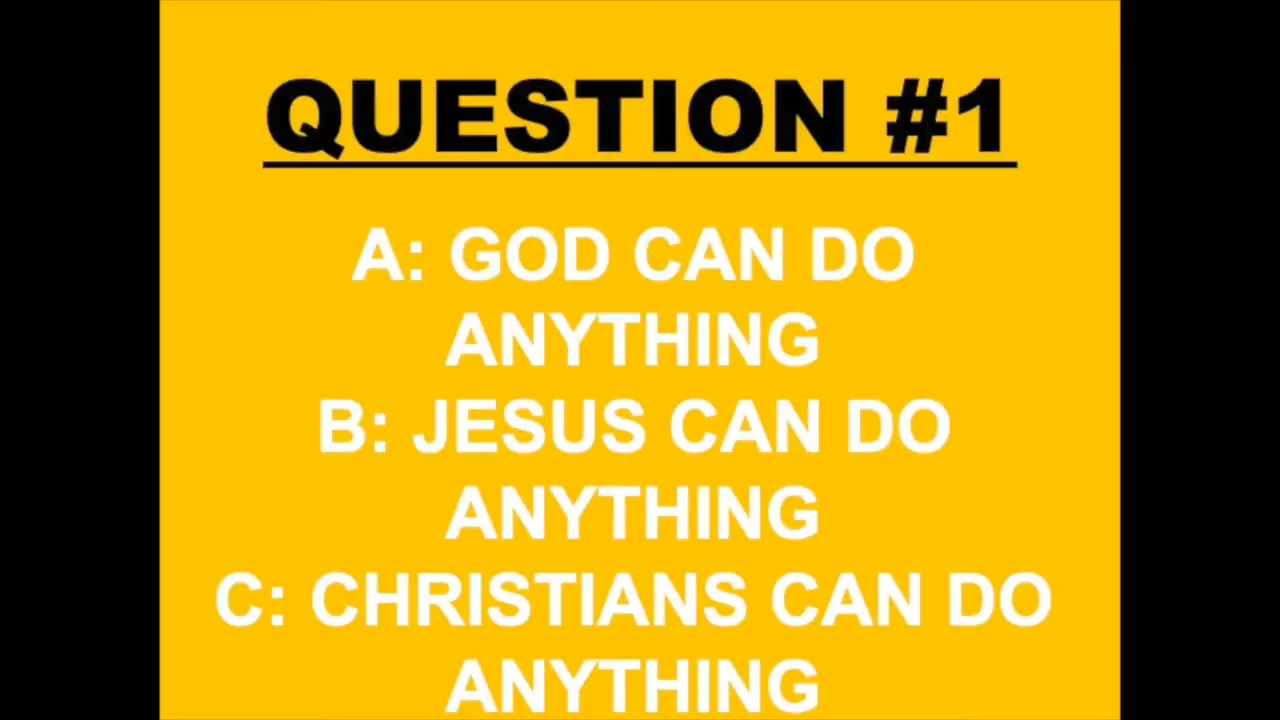 QUESTION #1
A: GOD CAN DO
ANYTHING
B: JESUS CAN DO
ANYTHING
C: CHRISTIANS CAN DO
ANYTHING